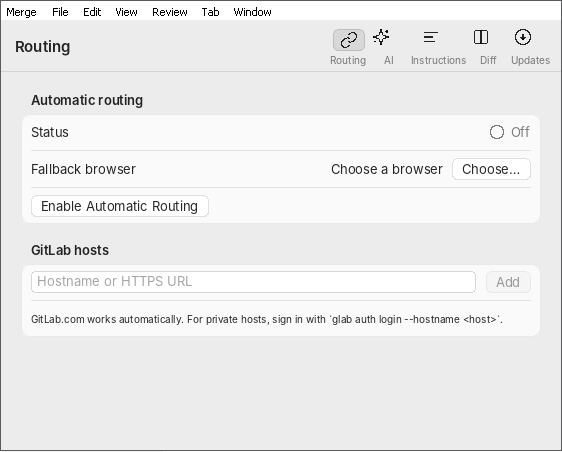 Merge File Edit View Review Tab Window
Routing
Routing AI Instructions Diff Updates
Automatic routing
Status Off
Fallback browser Choose a browser Choose...
Enable Automatic Routing
GitLab hosts
Hostname or HTTPS URL Add
GitLab.com works automatically. For private hosts, sign in with `glab auth login --hostname <host>`.